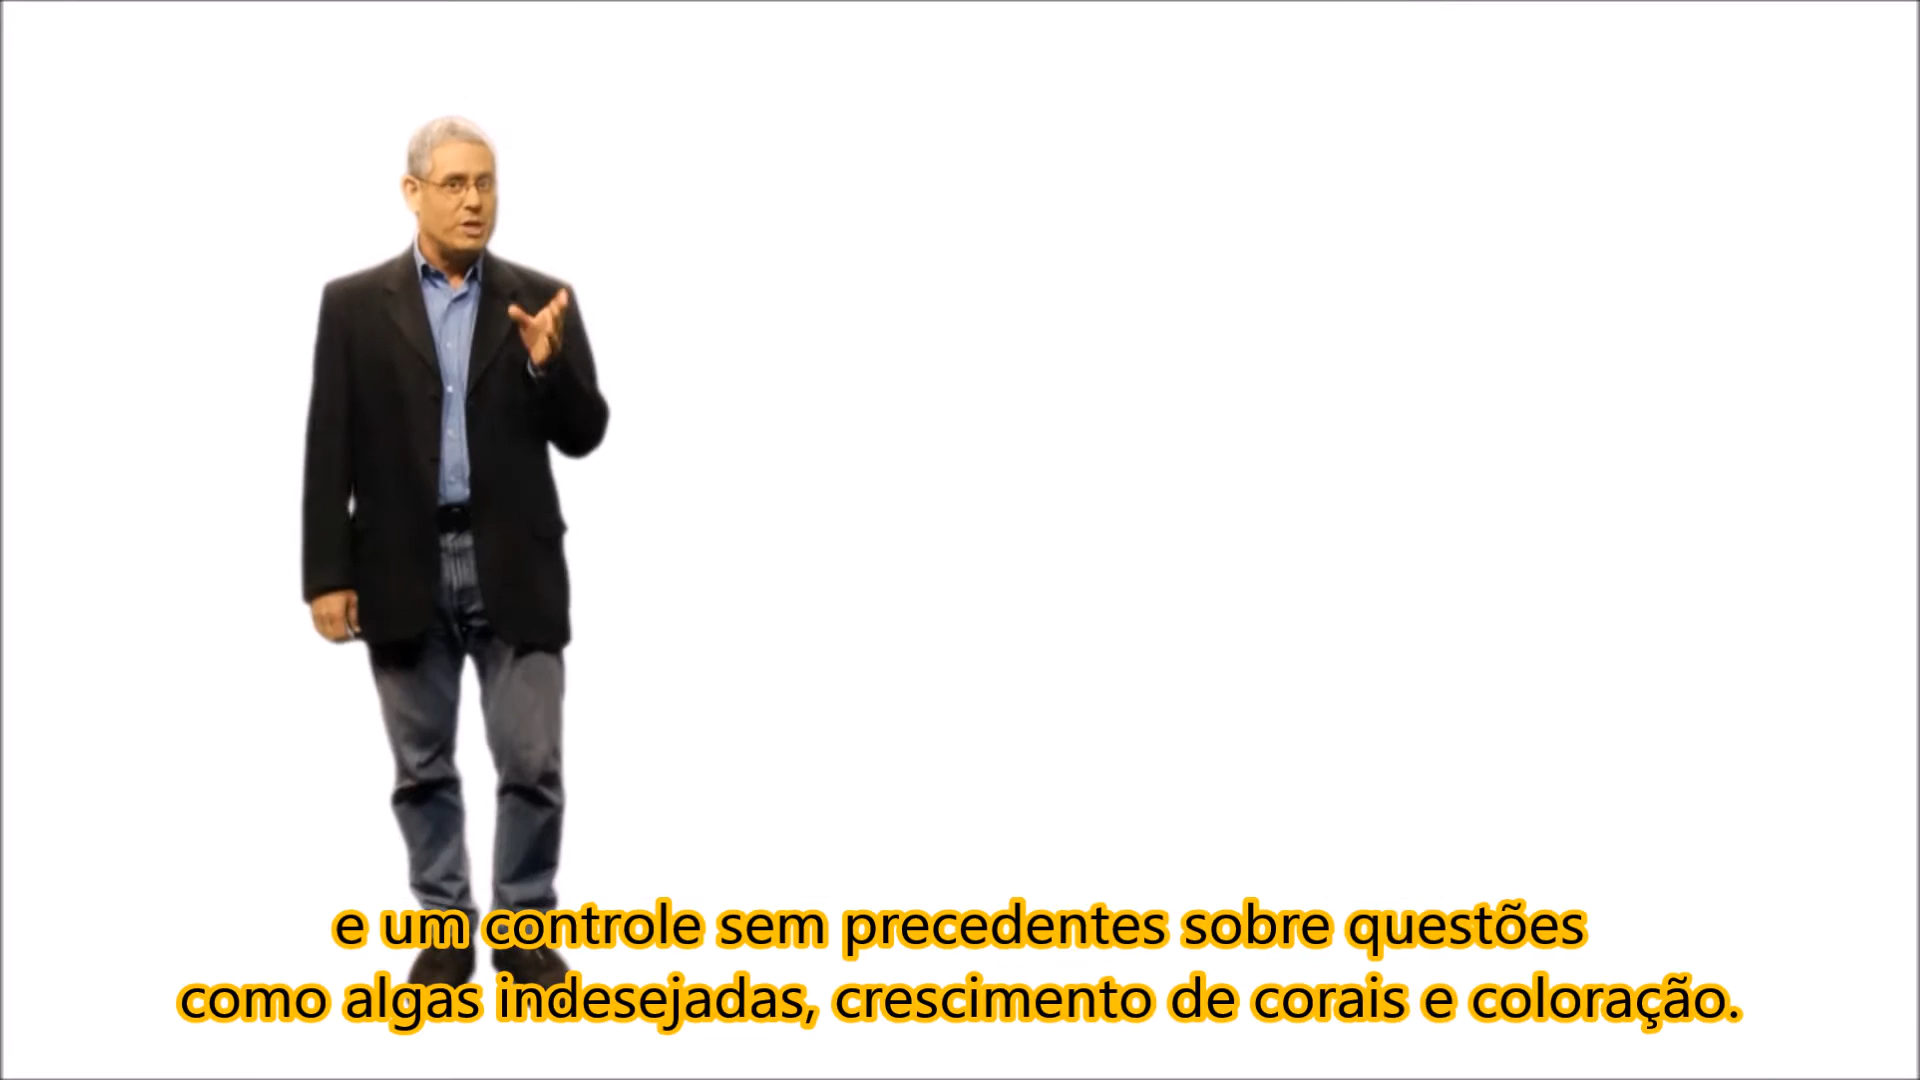 e um controle sem precedentes sobre questões
como algas indesejadas, crescimento de corais e coloração.